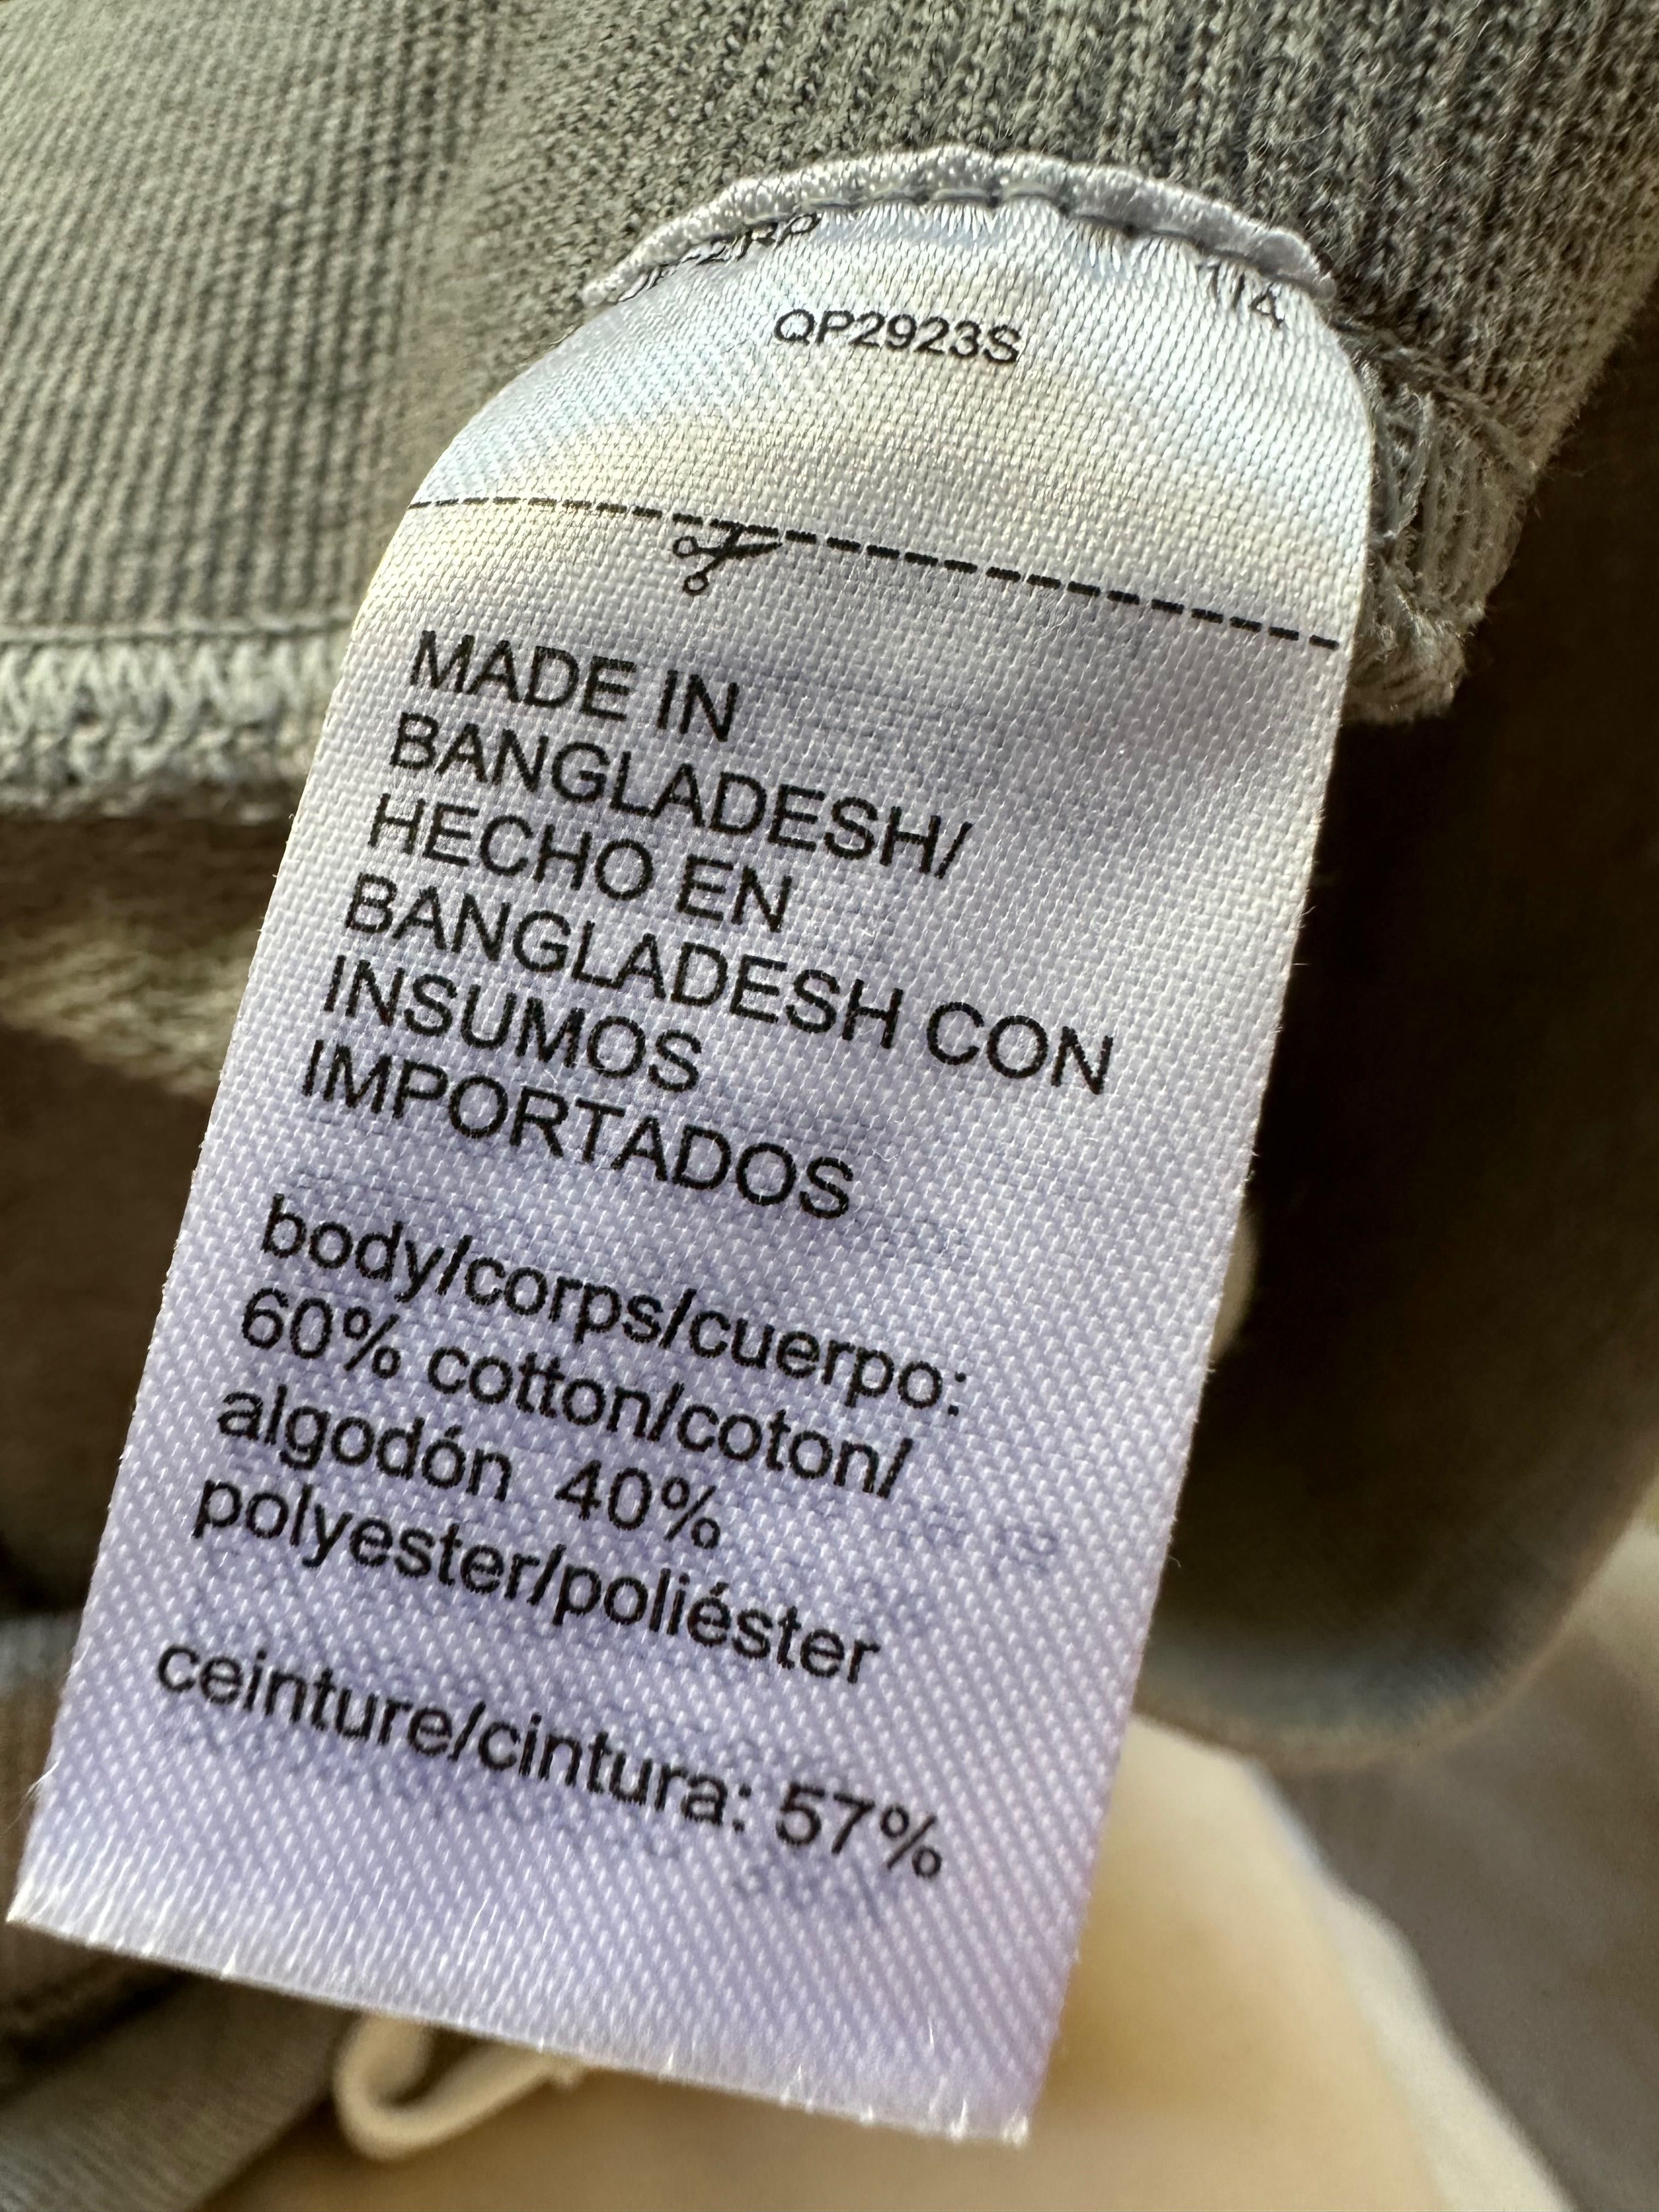 QP2923S
MADE IN
BANGLADESH/
HECHO EN
BANGLADESH CON
INSUMOS
IMPORTADOS
body/corps/cuerpo:
60% cotton/coton/
algodón 40%
polyester/poliéster
ceinture/cintura: 57%